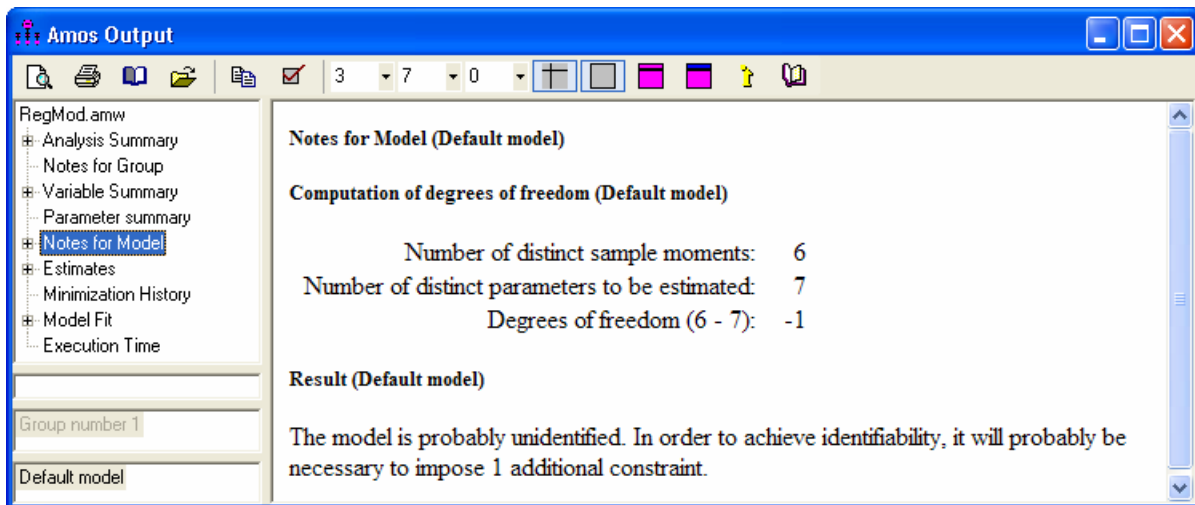 Amos Output
3 7 0
RegMod.amw
Analysis Summary
Notes for Group
Variable Summary
Parameter summary
Notes for Model
Estimates
Minimization History
Model Fit
Execution Time
Group number 1
Default model
Notes for Model (Default model)
Computation of degrees of freedom (Default model)
Number of distinct sample moments: 6
Number of distinct parameters to be estimated: 7
Degrees of freedom (6 - 7): -1
Result (Default model)
The model is probably unidentified. In order to achieve identifiability, it will probably be
necessary to impose 1 additional constraint.